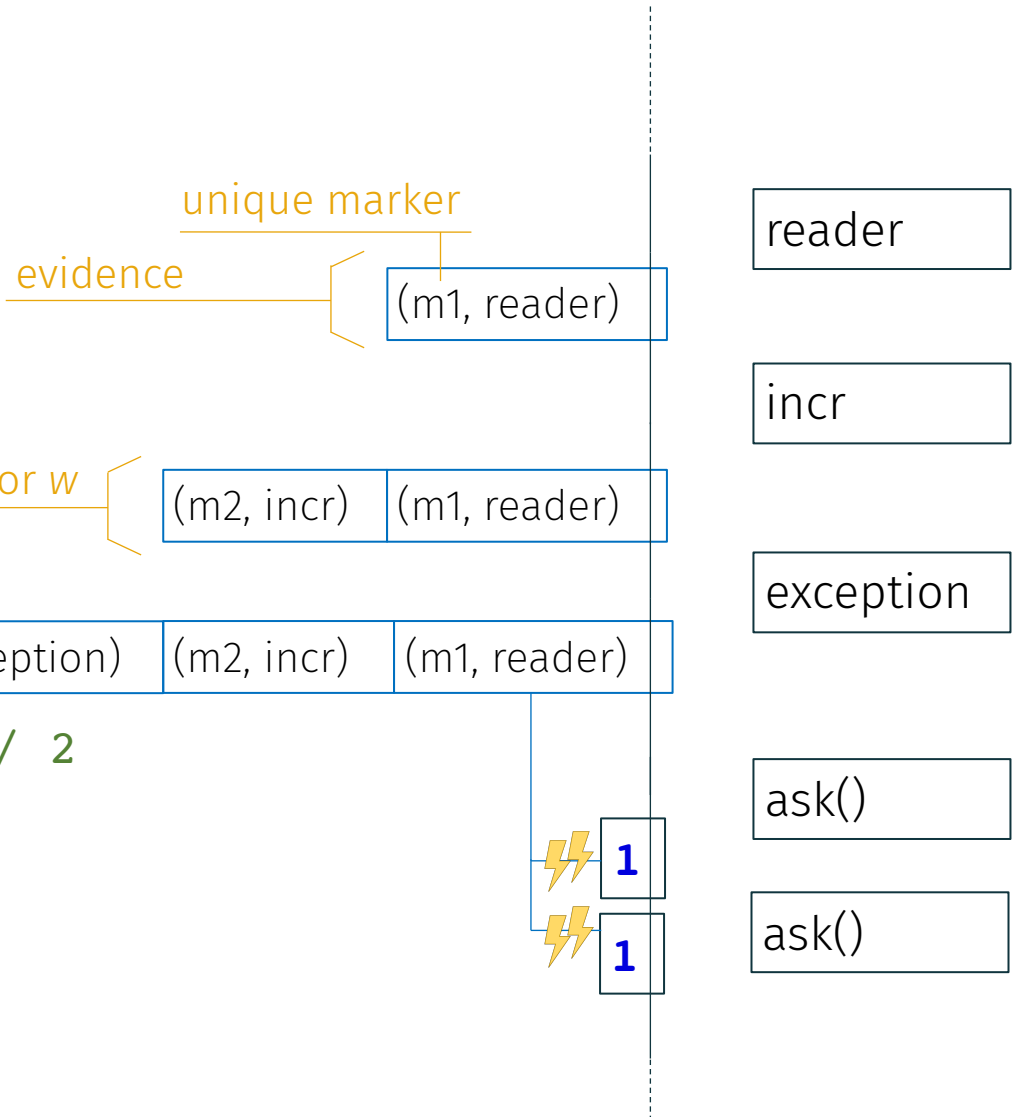 unique marker
reader
evidence
(m1, reader)
incr
or w
(m2, incr) (m1, reader)
exception
eption) (m2, incr) (m1, reader)
/ 2
ask()
1
ask()
1